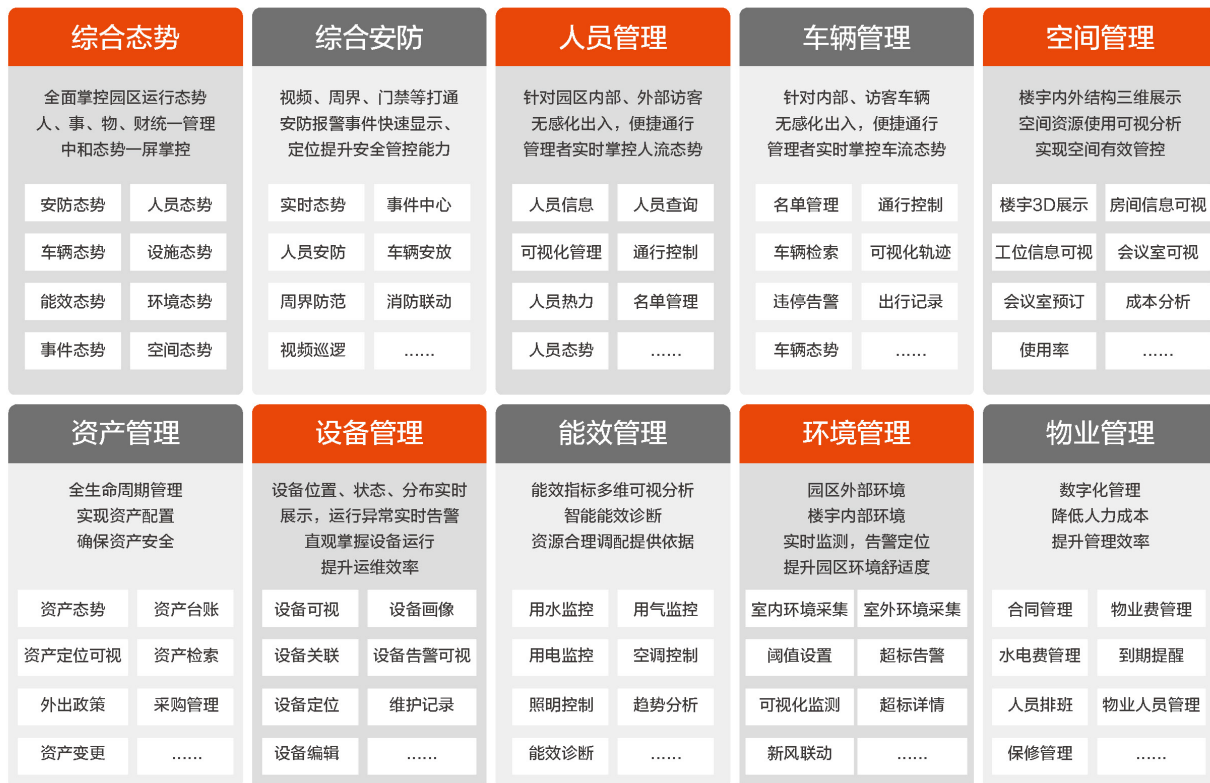 综合态势
全面掌控园区运行态势
人、事、物、财统一管理
中和态势一屏掌控
安防态势 人员态势
车辆态势 设施态势
能效态势 环境态势
事件态势 空间态势
综合安防
视频、周界、门禁等打通
安防报警事件快速显示、
定位提升安全管控能力
实时态势 事件中心
人员安防 车辆安放
周界防范 消防联动
视频巡逻 ......
人员管理
针对园区内部、外部访客
无感化出入，便捷通行
管理者实时掌控人流态势
人员信息 人员查询
可视化管理 通行控制
人员热力 名单管理
人员态势 ......
车辆管理
针对内部、访客车辆
无感化出入，便捷通行
管理者实时掌控车流态势
名单管理 通行控制
车辆检索 可视化轨迹
违停告警 出行记录
车辆态势 ......
空间管理
楼宇内外结构三维展示
空间资源使用可视分析
实现空间有效管控
楼宇3D展示 房间信息可视
工位信息可视 会议室可视
会议室预订 成本分析
使用率 ......
资产管理
全生命周期管理
实现资产配置
确保资产安全
资产态势 资产台账
资产定位可视 资产检索
外出政策 采购管理
资产变更 ......
设备管理
设备位置、状态、分布实时
展示，运行异常实时告警
直观掌握设备运行
提升运维效率
设备可视 设备画像
设备关联 设备告警可视
设备定位 维护记录
设备编辑 ......
能效管理
能效指标多维可视分析
智能能效诊断
资源合理调配提供依据
用水监控 用气监控
用电监控 空调控制
照明控制 趋势分析
能效诊断 ......
环境管理
园区外部环境
楼宇内部环境
实时监测，告警定位
提升园区环境舒适度
室内环境采集 室外环境采集
阈值设置 超标告警
可视化监测 超标详情
新风联动 ......
物业管理
数字化管理
降低人力成本
提升管理效率
合同管理 物业费管理
水电费管理 到期提醒
人员排班 物业人员管理
保修管理 ......